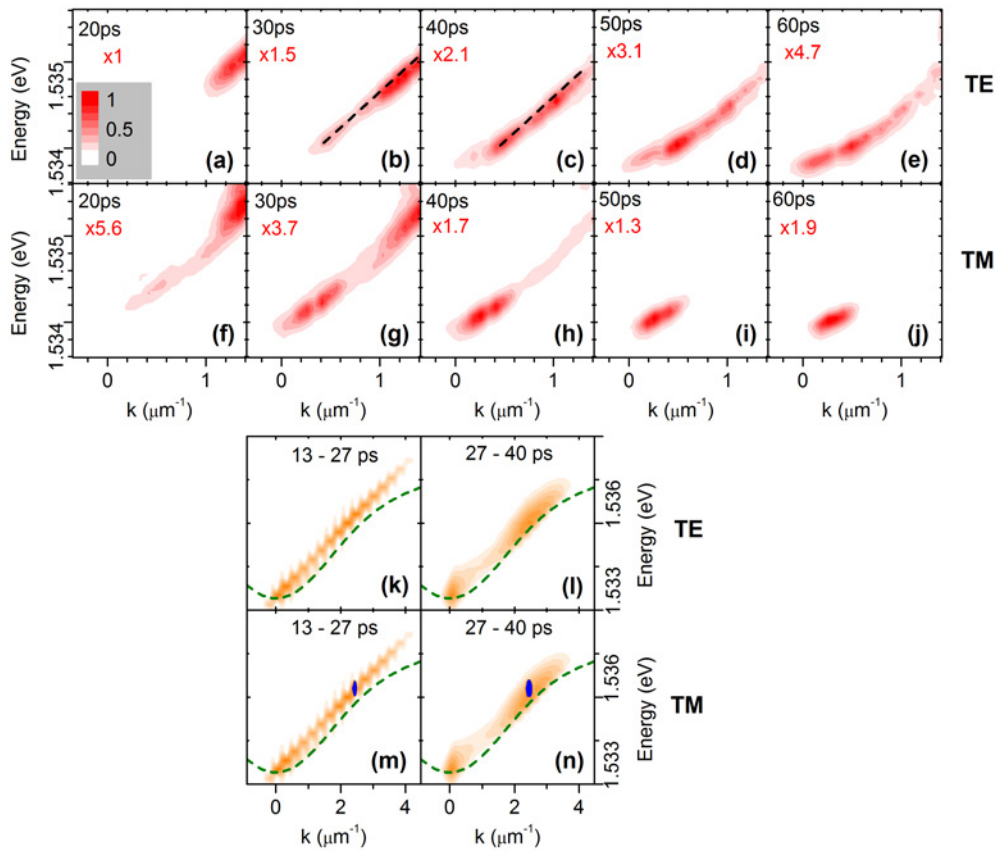 20ps 30ps 40ps 50ps 60ps
x1 x1.5 x2.1 x3.1 x4.7
Energy (eV) 1.535 1.534
1
0.5
0
TE
(a) (b) (c) (d) (e)
20ps 30ps 40ps 50ps 60ps
x5.6 x3.7 x1.7 x1.3 x1.9
Energy (eV) 1.535 1.534
TM
(f) (g) (h) (i) (j)
0 1 0 1 0 1 0 1 0 1
k (μm⁻¹) k (μm⁻¹) k (μm⁻¹) k (μm⁻¹) k (μm⁻¹)
13 - 27 ps 27 - 40 ps
1.536 1.533 Energy (eV)
TE
(k) (l)
13 - 27 ps 27 - 40 ps
1.536 1.533 Energy (eV)
TM
(m) (n)
0 2 4 0 2 4
k (μm⁻¹) k (μm⁻¹)